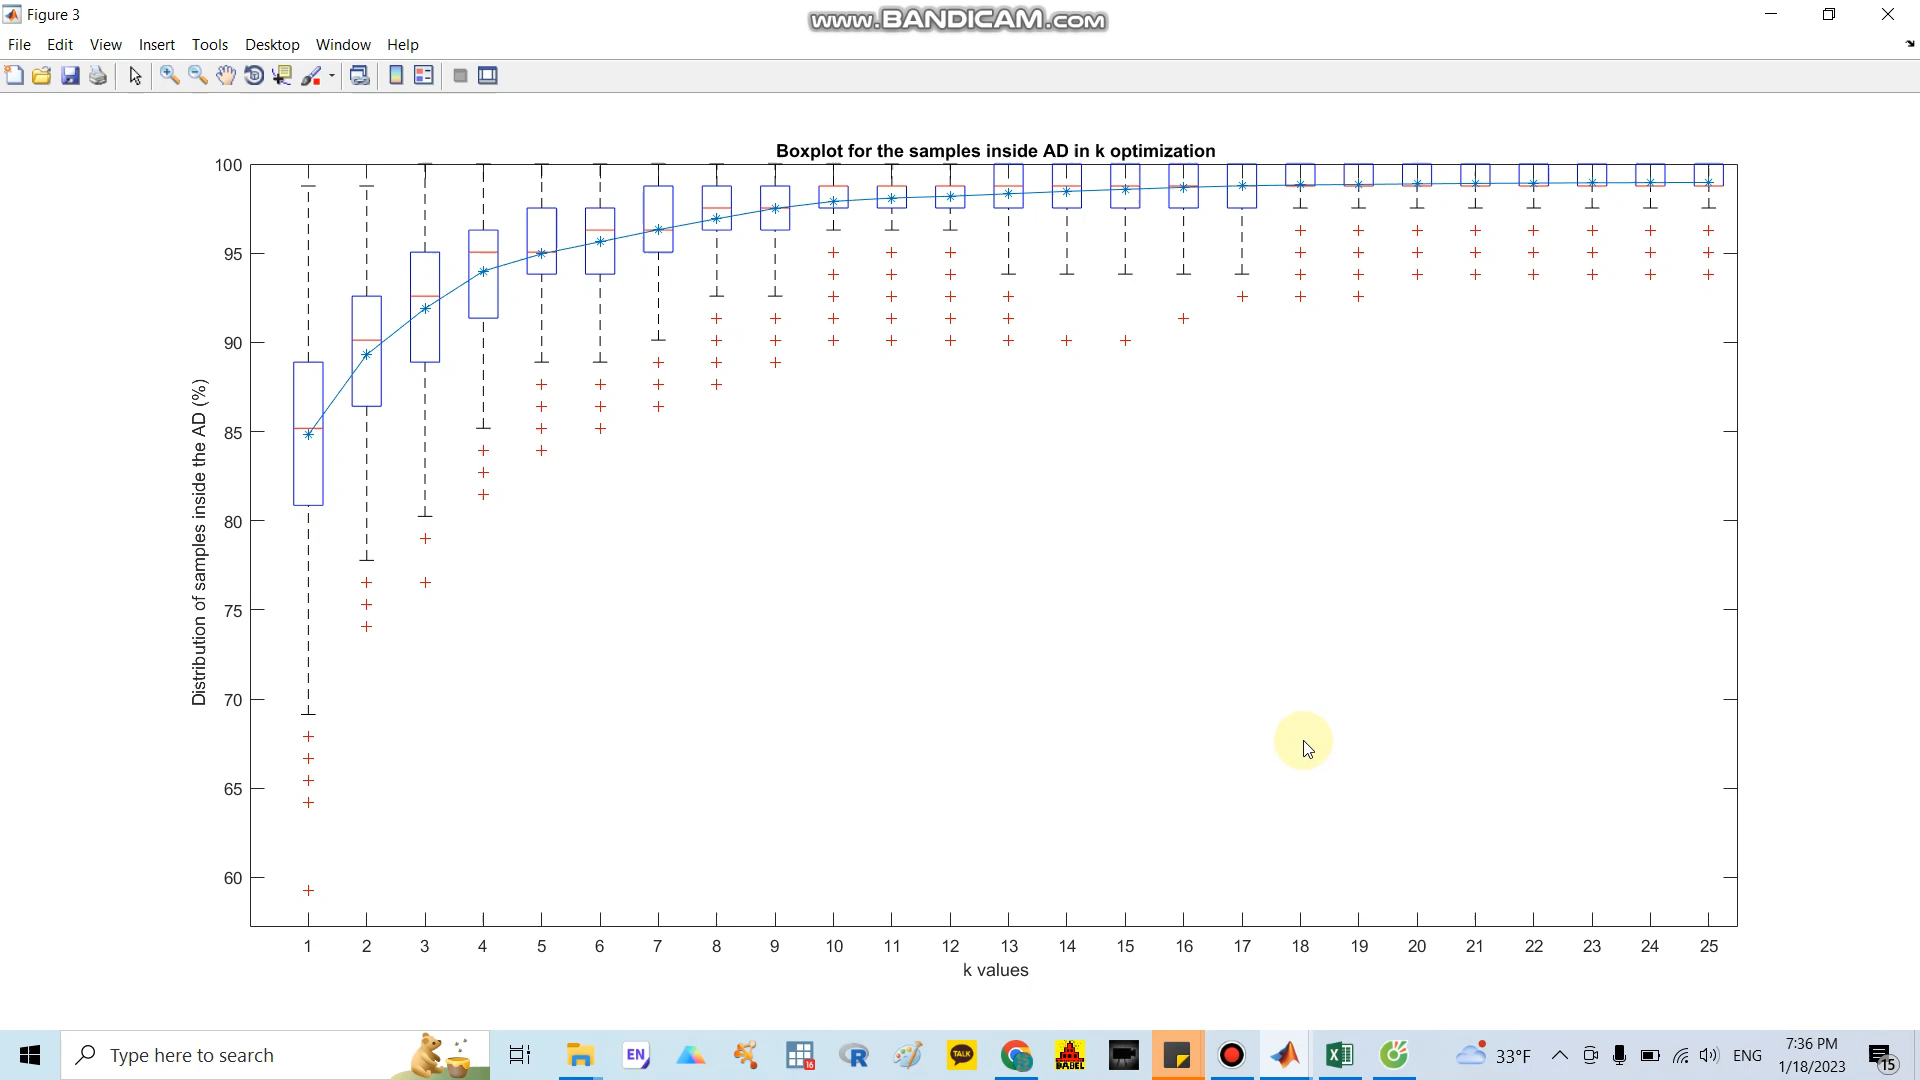 Figure 3
www.BANDICAM.com
File Edit View Insert Tools Desktop Window Help
Boxplot for the samples inside AD in k optimization
100
95
90
85
80
75
70
65
60
Distribution of samples inside the AD (%)
1 2 3 4 5 6 7 8 9 10 11 12 13 14 15 16 17 18 19 20 21 22 23 24 25
k values
Type here to search
EN
16
R
TALK
BABEL
33°F
ENG
7:36 PM
1/18/2023
15